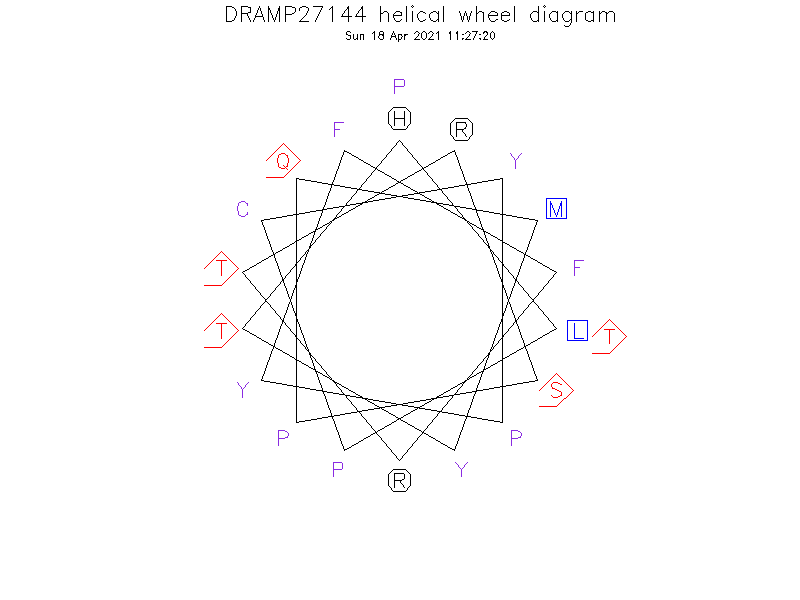 DRAMP27144 helical wheel diagram
Sun 18 Apr 2021 11:27:20
P
H
F R
Q Y
C M
T F
T L T
Y S
P P
P Y
R